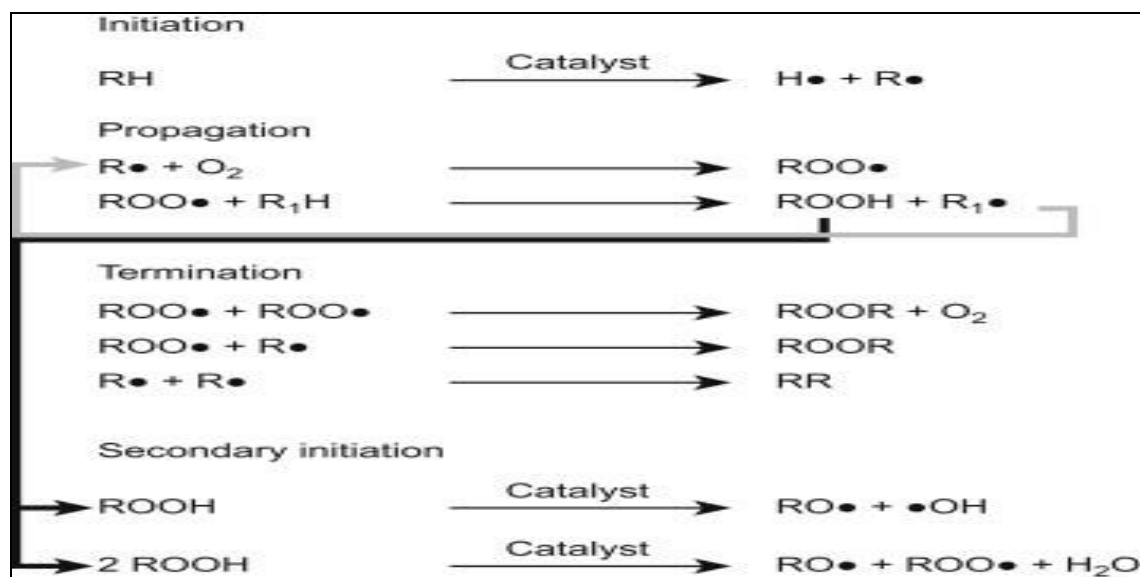 Initiation
RH Catalyst H• + R•
Propagation
R• + O₂ ROO•
ROO• + R₁H ROOH + R₁•
Termination
ROO• + ROO• ROOR + O₂
ROO• + R• ROOR
R• + R• RR
Secondary initiation
ROOH Catalyst RO• + •OH
2 ROOH Catalyst RO• + ROO• + H₂O